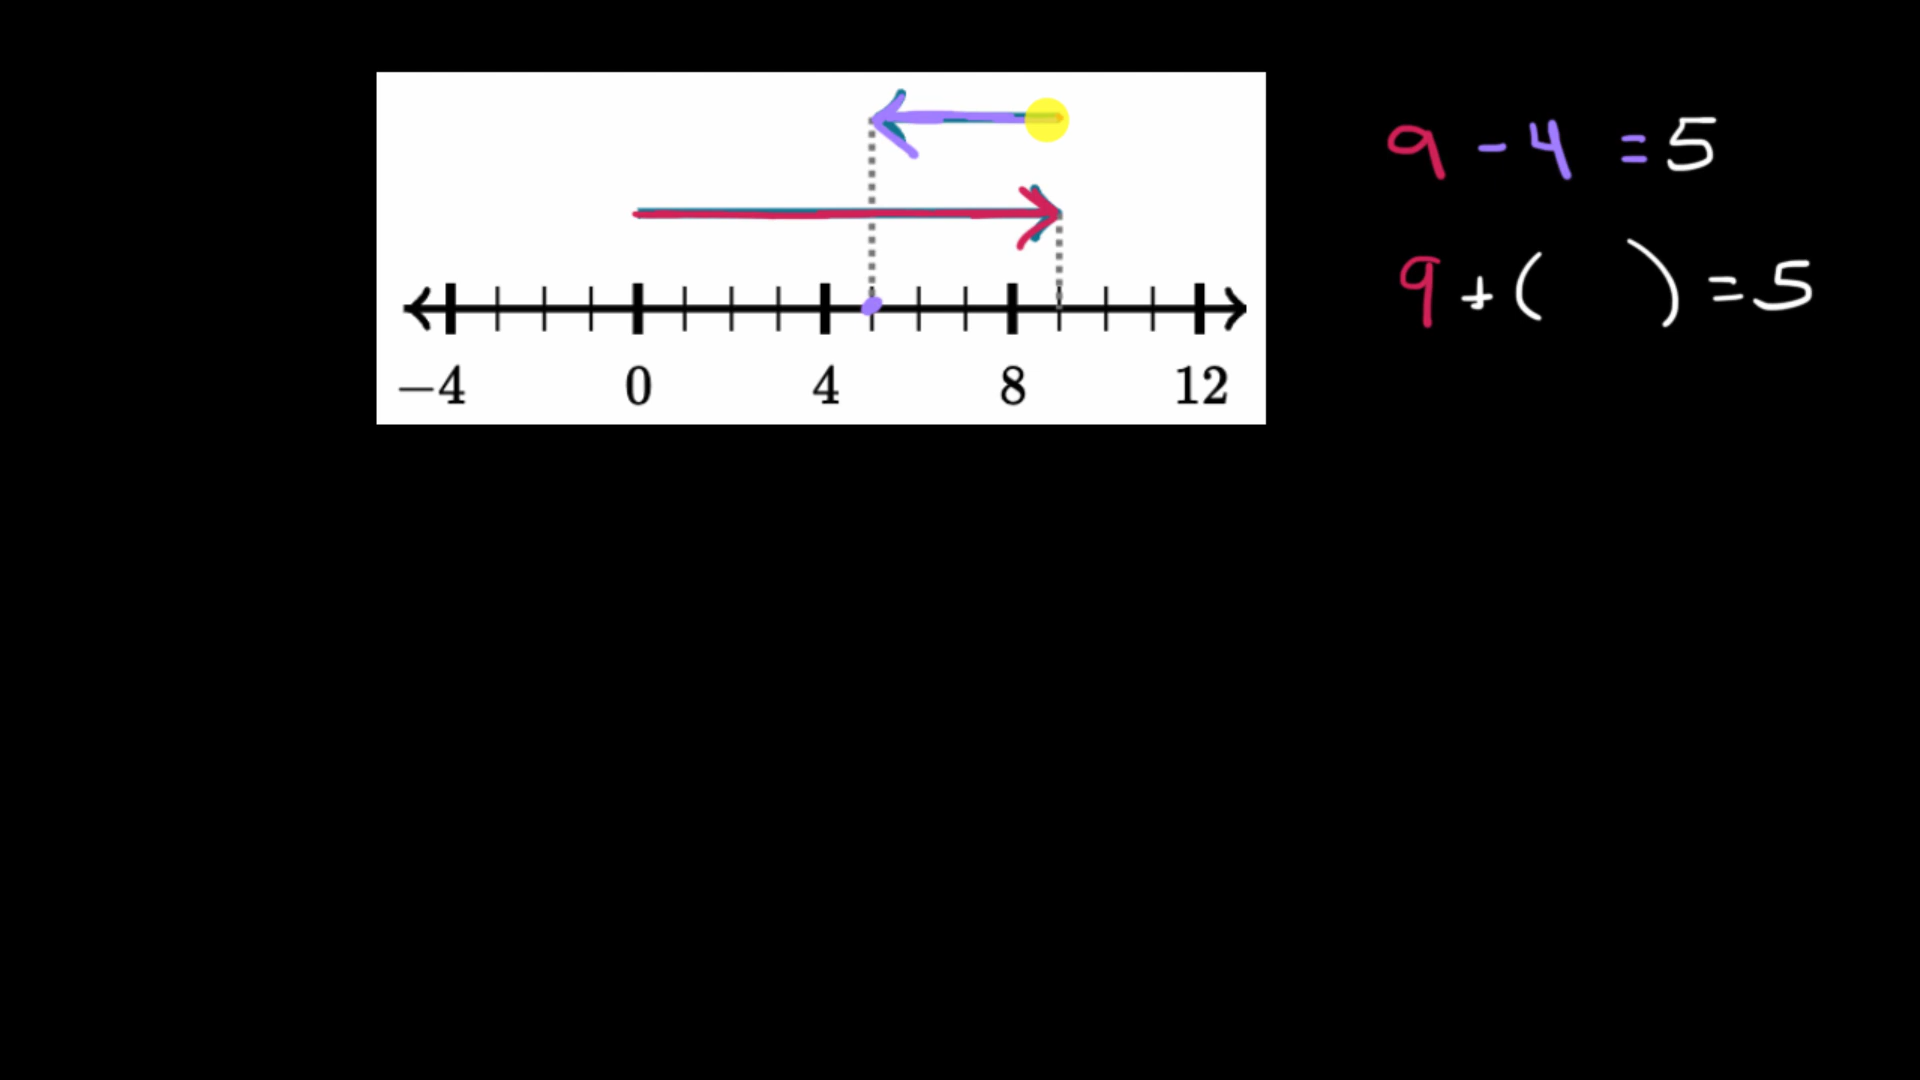 9 - 4 = 5
9 + (   ) = 5
−4 0 4 8 12